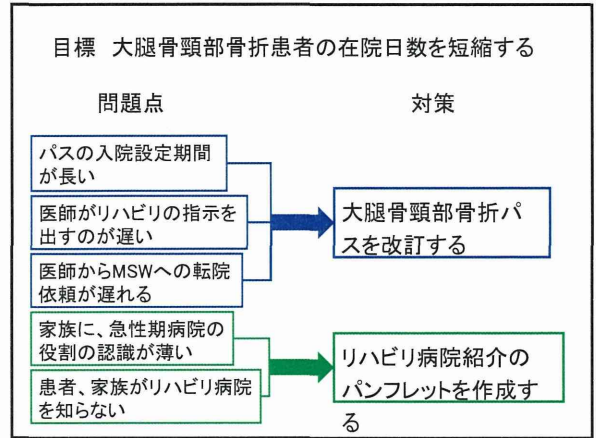 目標 大腿骨頸部骨折患者の在院日数を短縮する
問題点
対策
パスの入院設定期間
が長い
医師がリハビリの指示を
出すのが遅い
医師からMSWへの転院
依頼が遅れる
大腿骨頸部骨折パ
スを改訂する
家族に、急性期病院の
役割の認識が薄い
患者、家族がリハビリ病院
を知らない
リハビリ病院紹介の
パンフレットを作成す
る